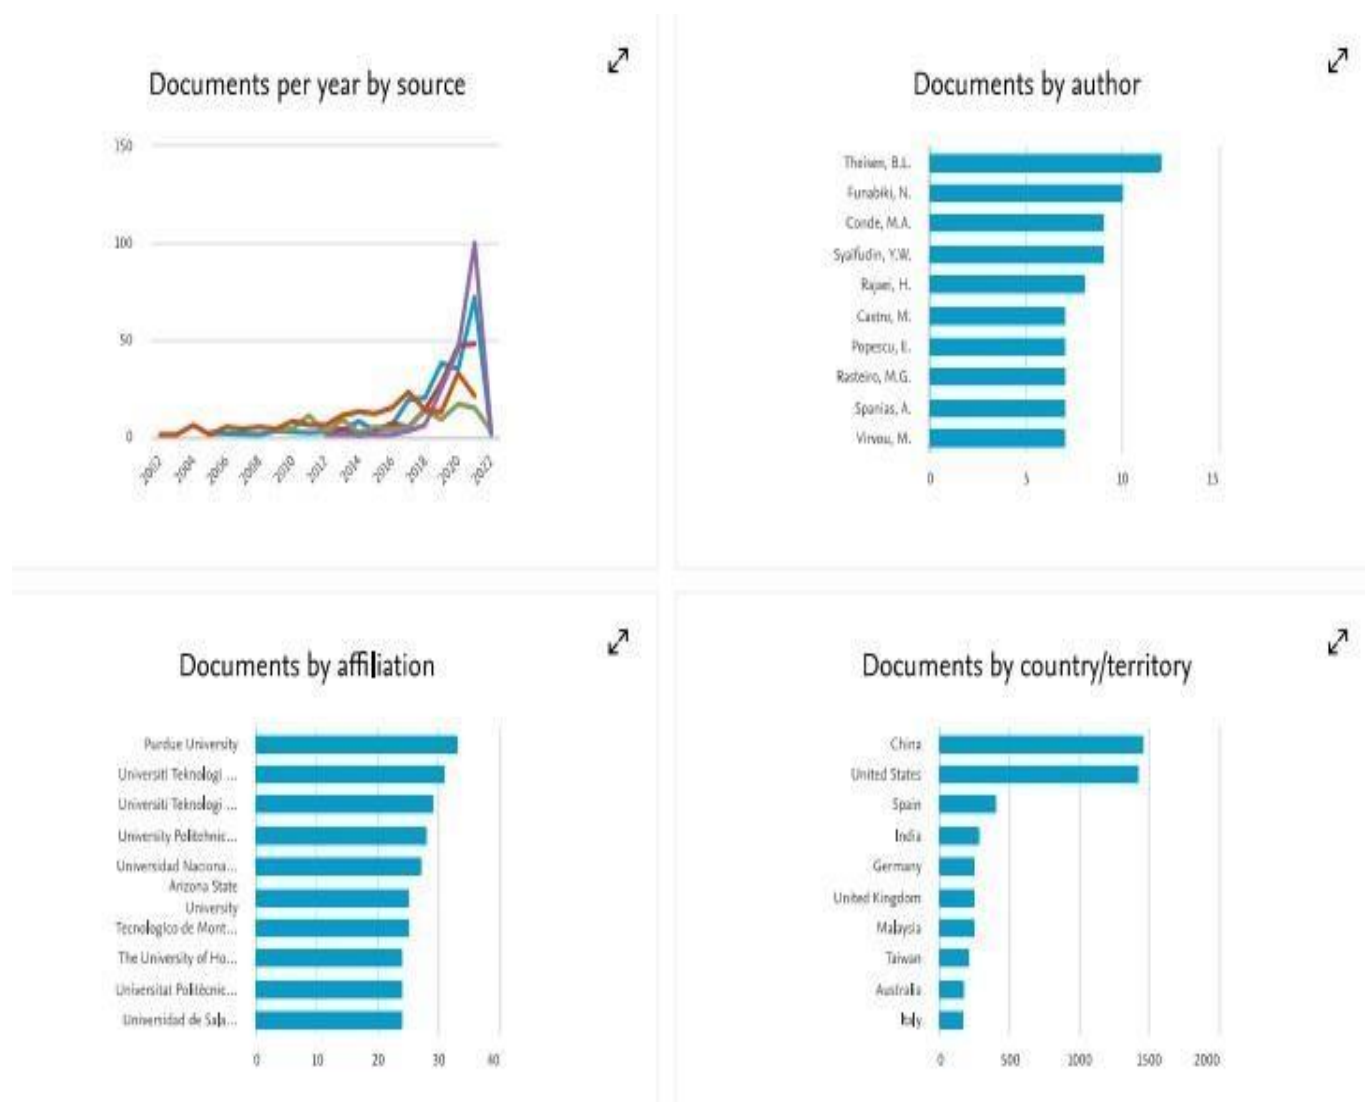 Documents per year by source
150
100
50
0
2002
2004
2006
2008
2010
2012
2014
2016
2018
2020
2022
Documents by author
Theisen, B.L.
Funabiki, N.
Conde, M.A.
Syaifudin, Y.W.
Rajaei, H.
Castro, M.
Popescu, E.
Rasteiro, M.G.
Spanias, A.
Virvou, M.
0
5
10
15
Documents by affiliation
Purdue University
Universiti Teknologi ...
Universiti Teknologi ...
University Politehnic...
Universidad Naciona...
Arizona State
University
Tecnologico de Mont...
The University of Ho...
Universitat Politècnic...
Universidad de Sala...
0
10
20
30
40
Documents by country/territory
China
United States
Spain
India
Germany
United Kingdom
Malaysia
Taiwan
Australia
Italy
0
500
1000
1500
2000